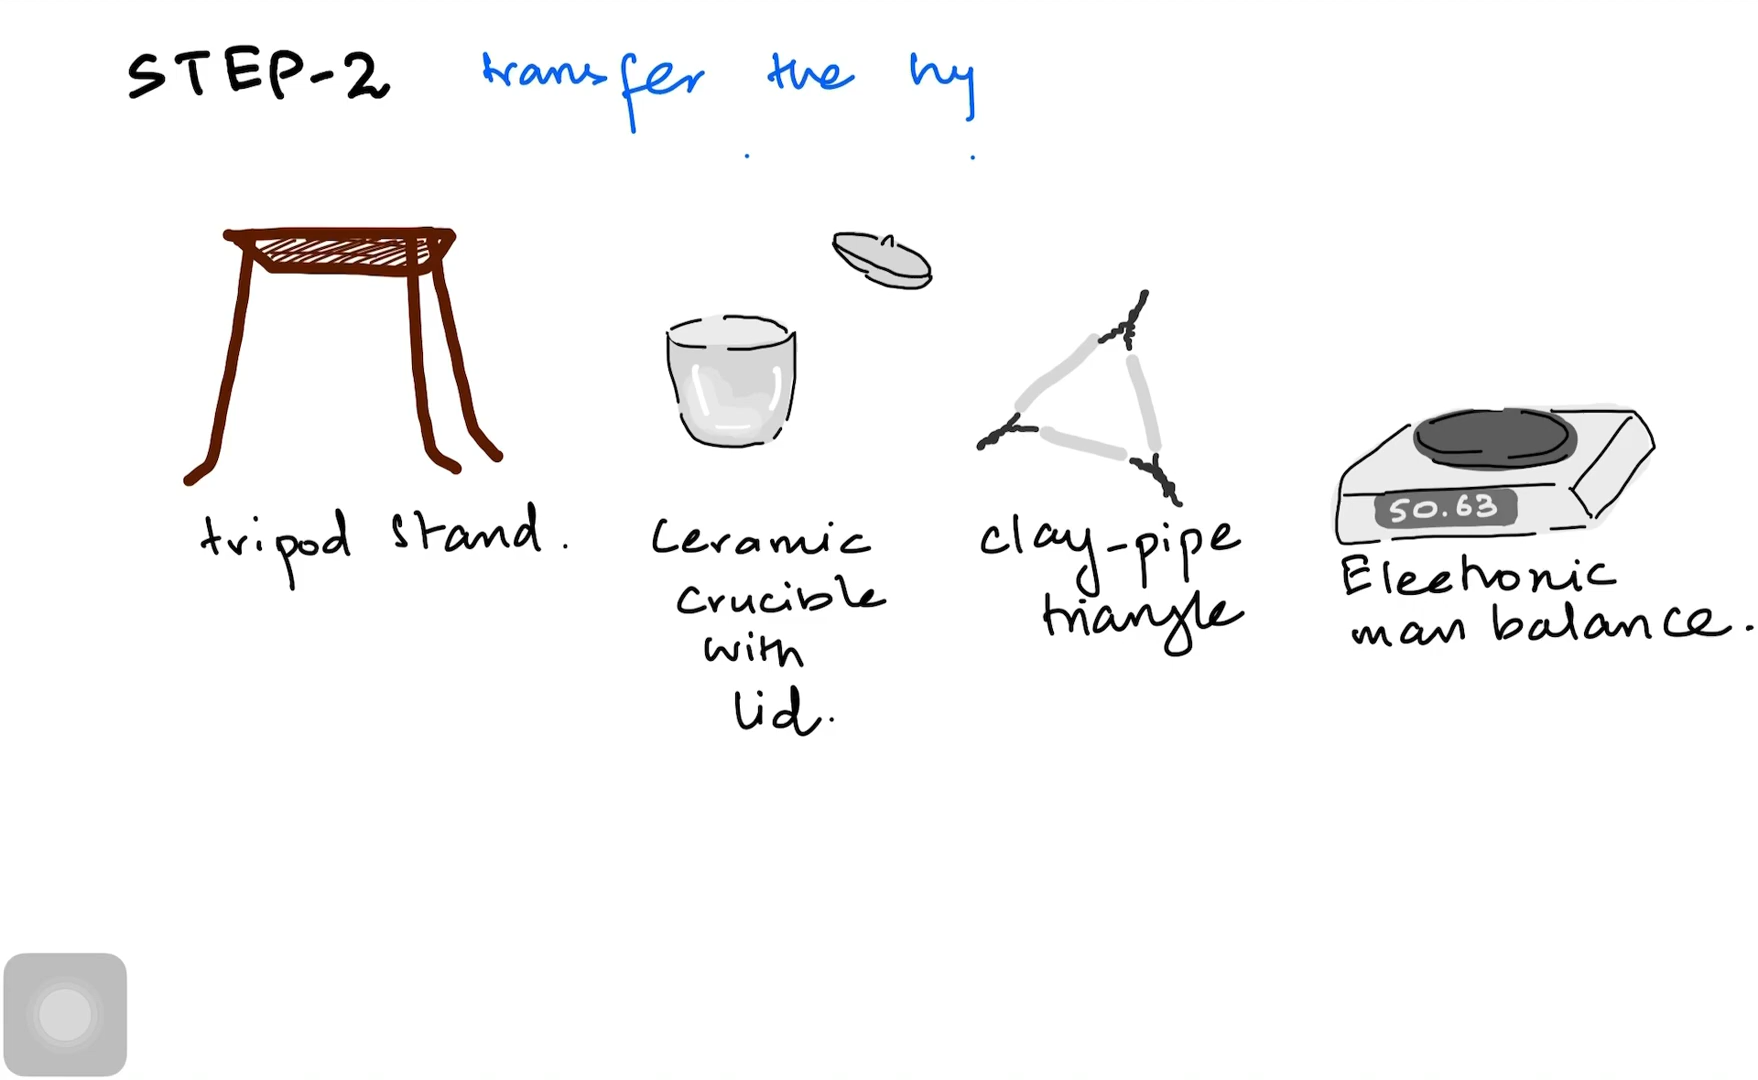 STEP-2 transfer the hy
tripod stand.
Ceramic
crucible
with
lid.
clay-pipe
triangle
50.63
Electronic
mass balance.